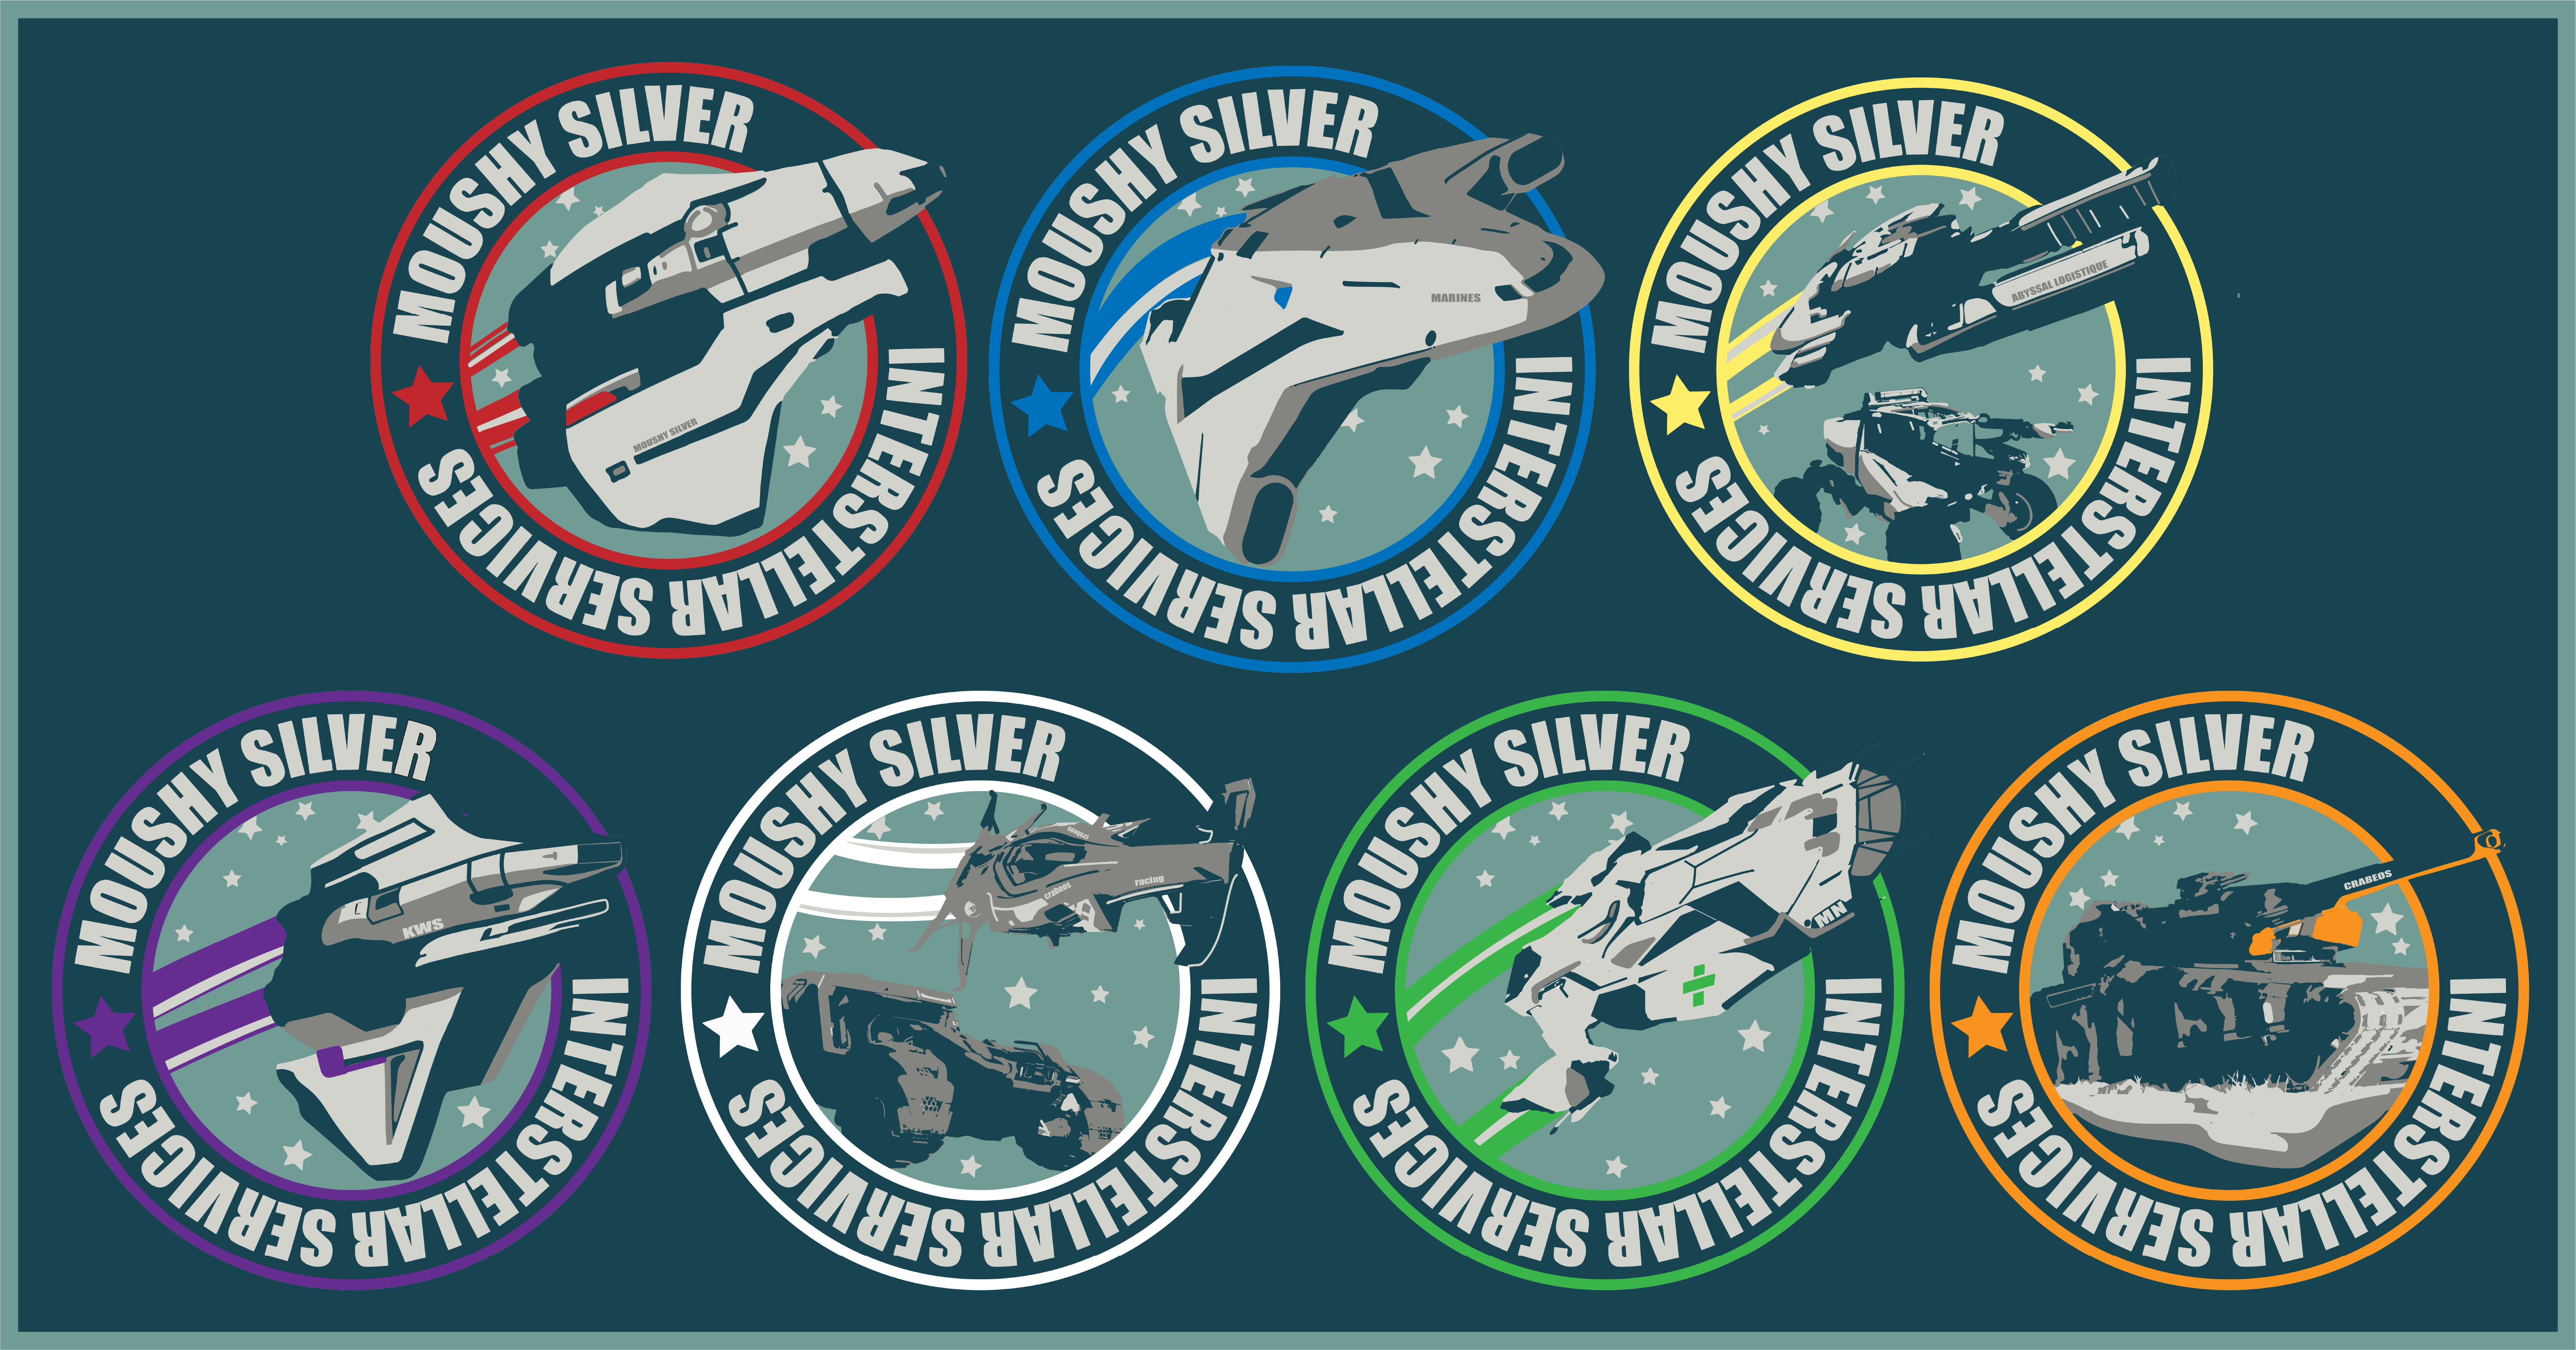 MOUSHY SILVER
INTERSTELLAR SERVICES
MOUSHY SILVER
MOUSHY SILVER
INTERSTELLAR SERVICES
MARINES
MOUSHY SILVER
INTERSTELLAR SERVICES
ABYSSAL LOGISTIQUE
MOUSHY SILVER
INTERSTELLAR SERVICES
KWS
MOUSHY SILVER
INTERSTELLAR SERVICES
crabeos
crabeos
racing
MOUSHY SILVER
INTERSTELLAR SERVICES
MN
MOUSHY SILVER
INTERSTELLAR SERVICES
CRABEOS